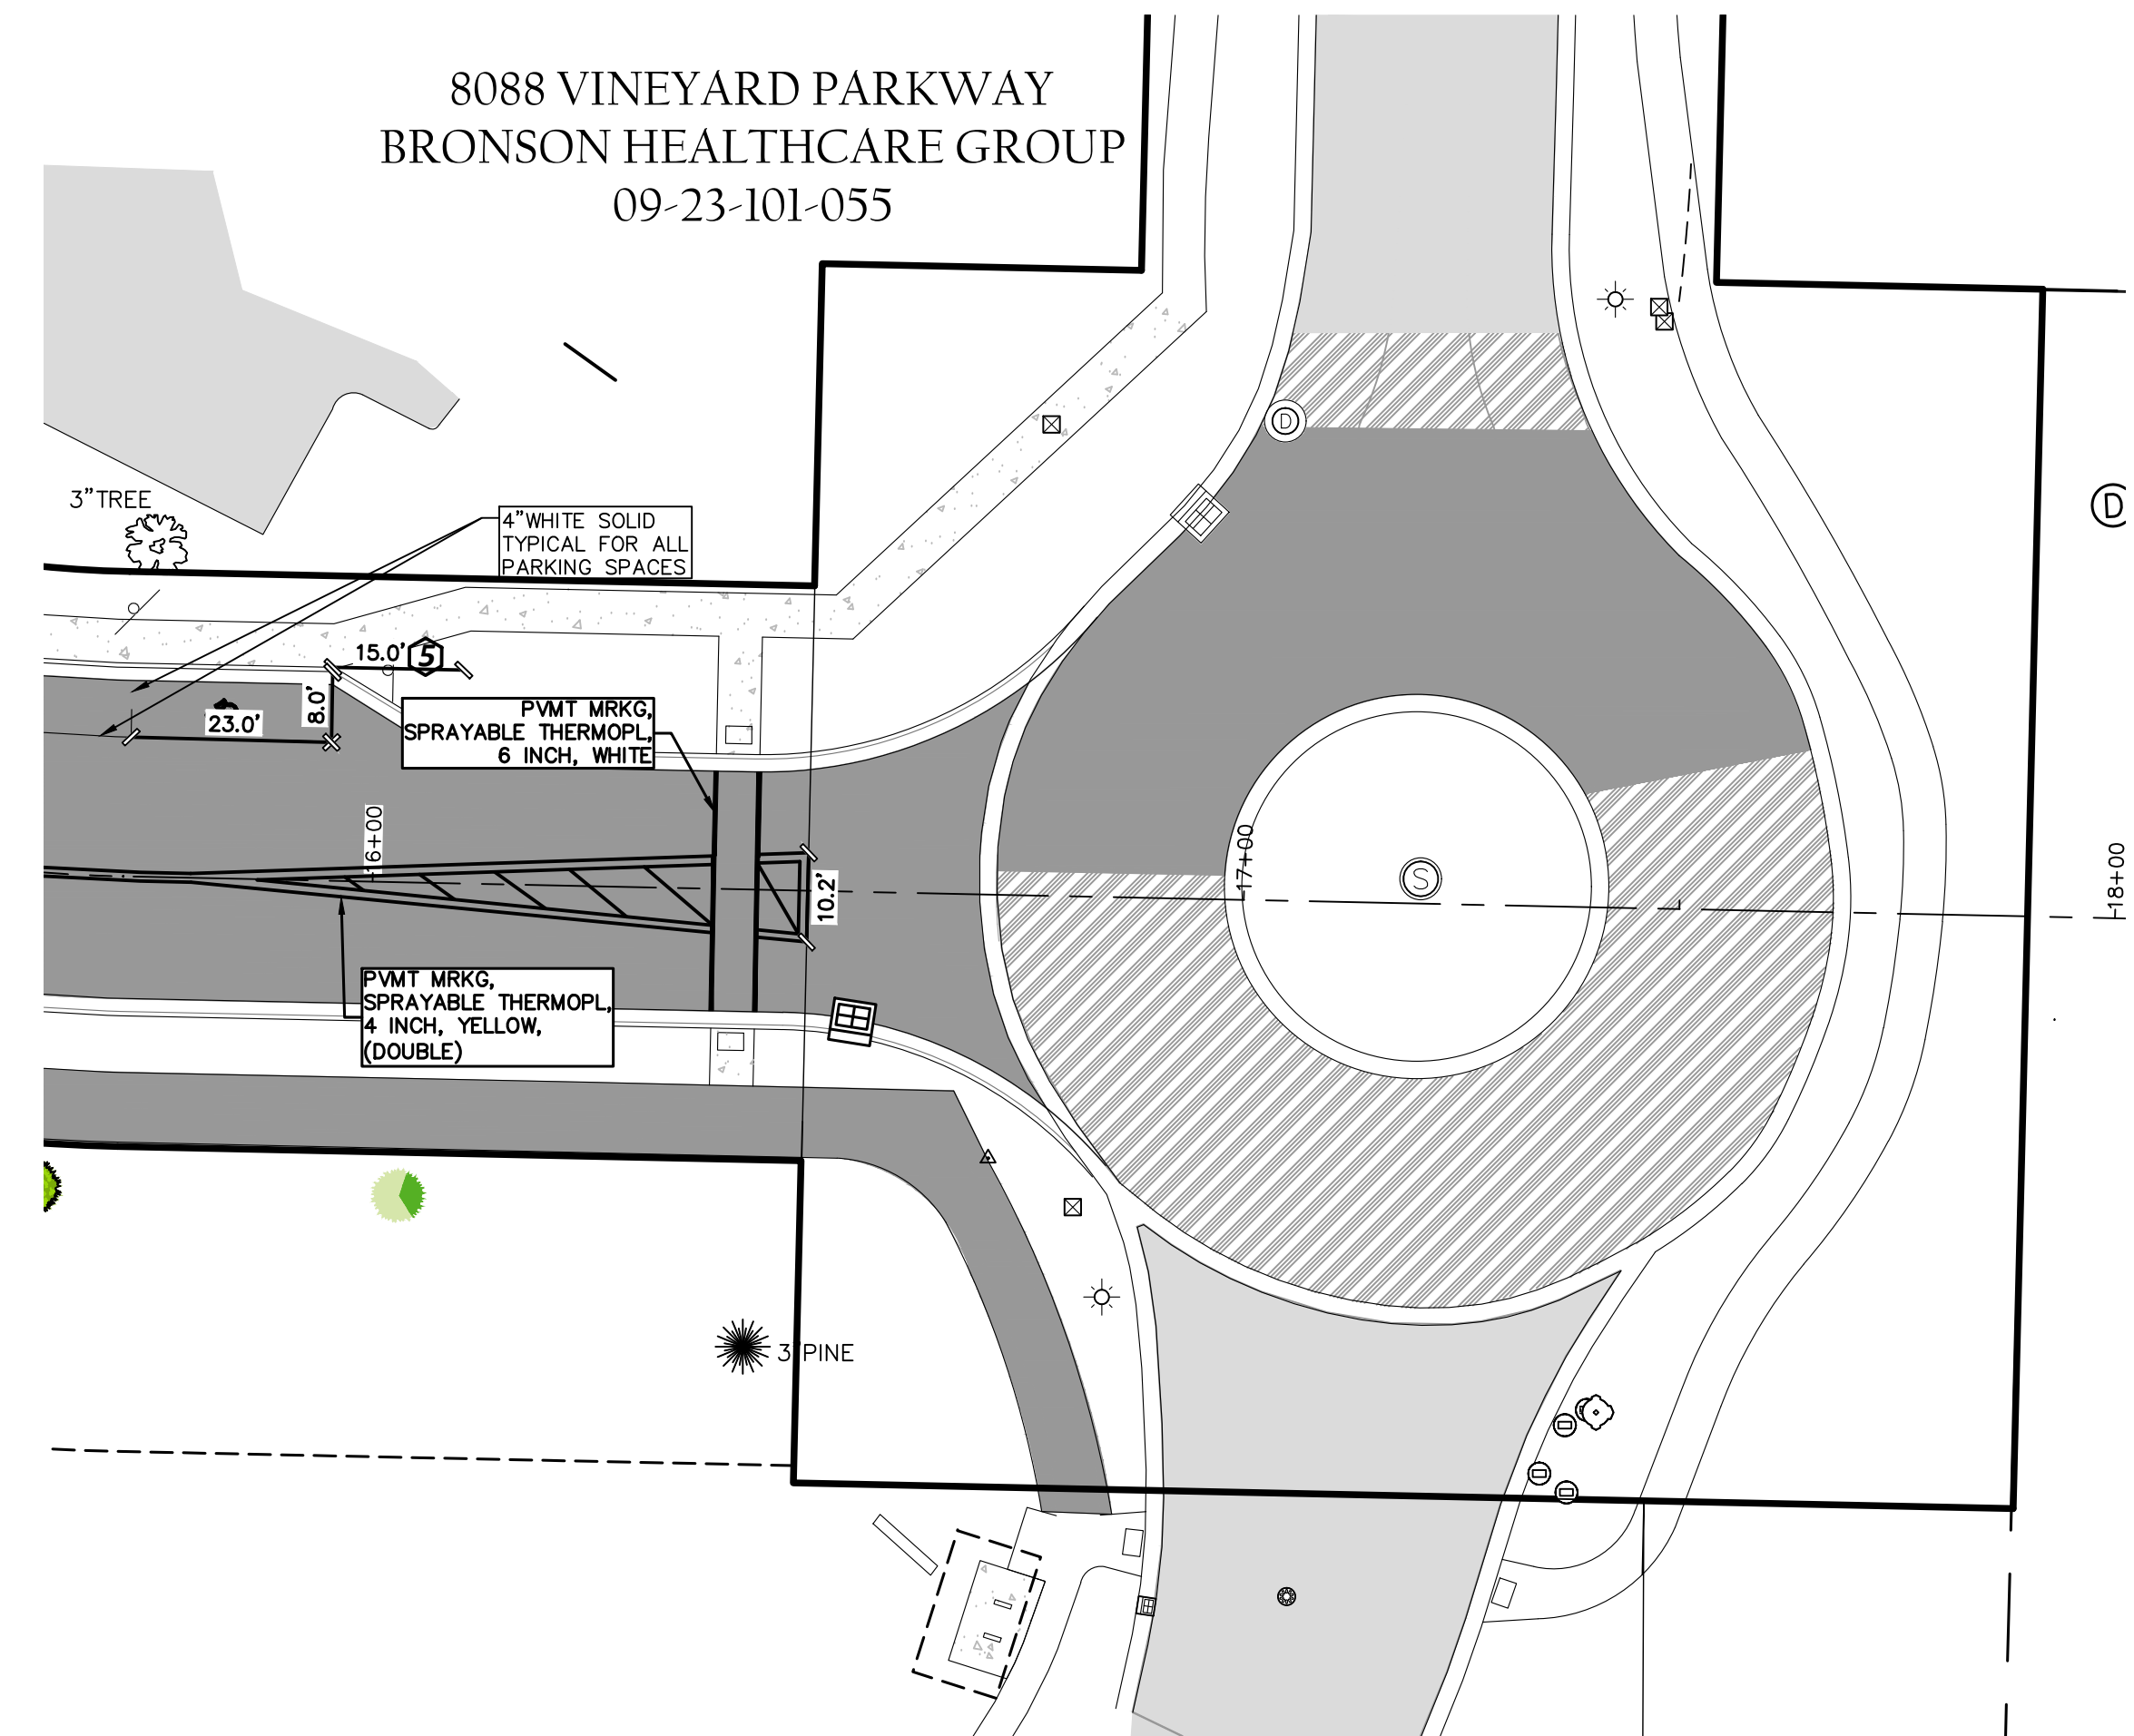 8088 VINEYARD PARKWAY
BRONSON HEALTHCARE GROUP
09-23-101-055
D
D
3" TREE
4" WHITE SOLID
TYPICAL FOR ALL
PARKING SPACES
15.0'
5
8.0'
23.0'
PVMT MRKG,
SPRAYABLE THERMOPL,
6 INCH, WHITE
16+00
17+00
18+00
S
10.2'
PVMT MRKG,
SPRAYABLE THERMOPL,
4 INCH, YELLOW,
(DOUBLE)
3" PINE